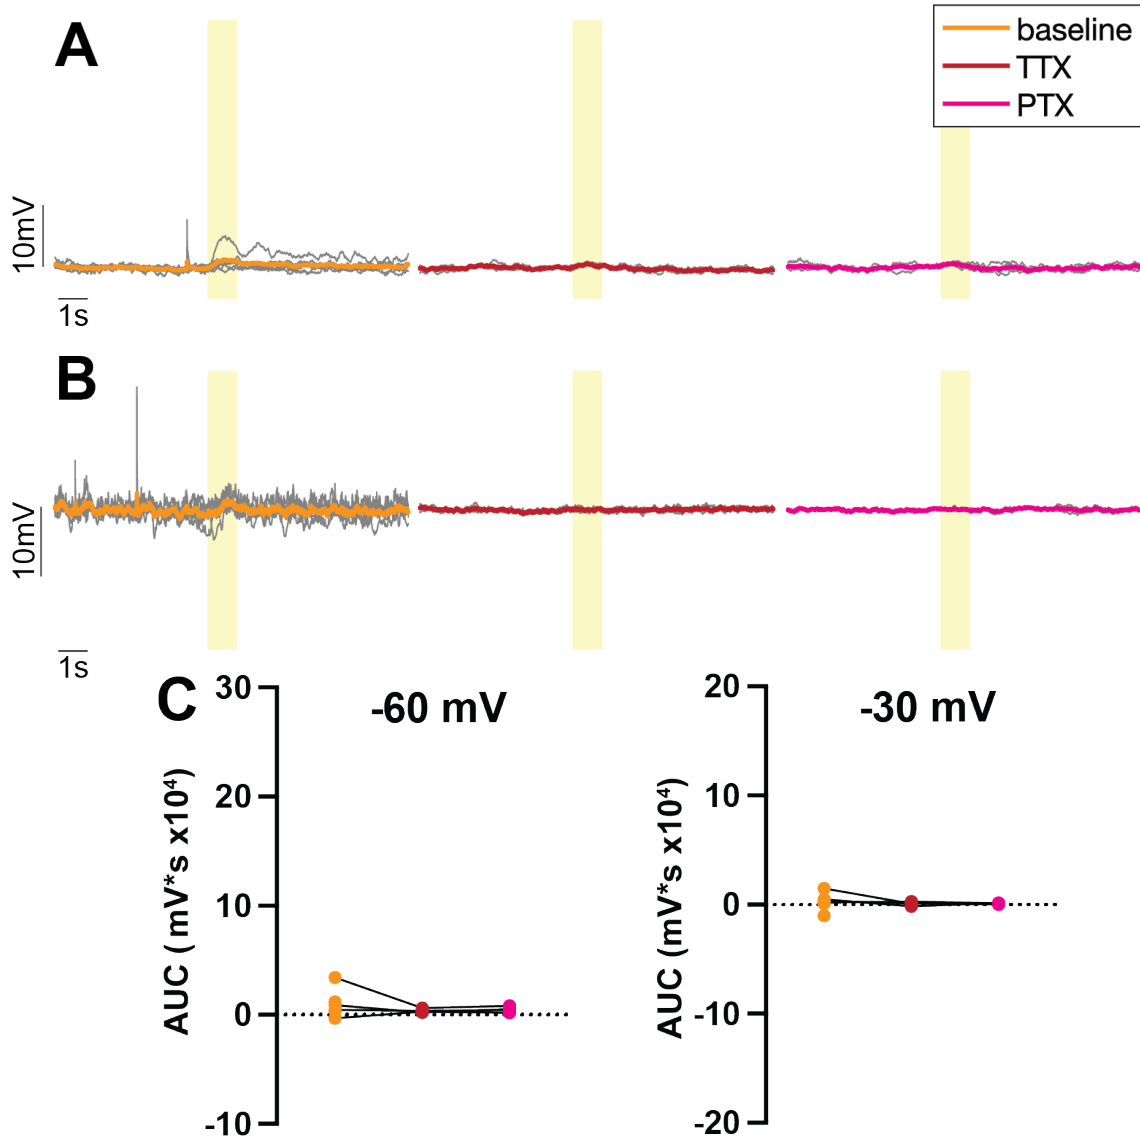 A
baseline
TTX
PTX
10mV
1s
B
10mV
1s
C
-60 mV
30
20
10
0
-10
AUC ( mV*s x10⁴)
-30 mV
20
10
0
-10
-20
AUC (mV*s x10⁴)